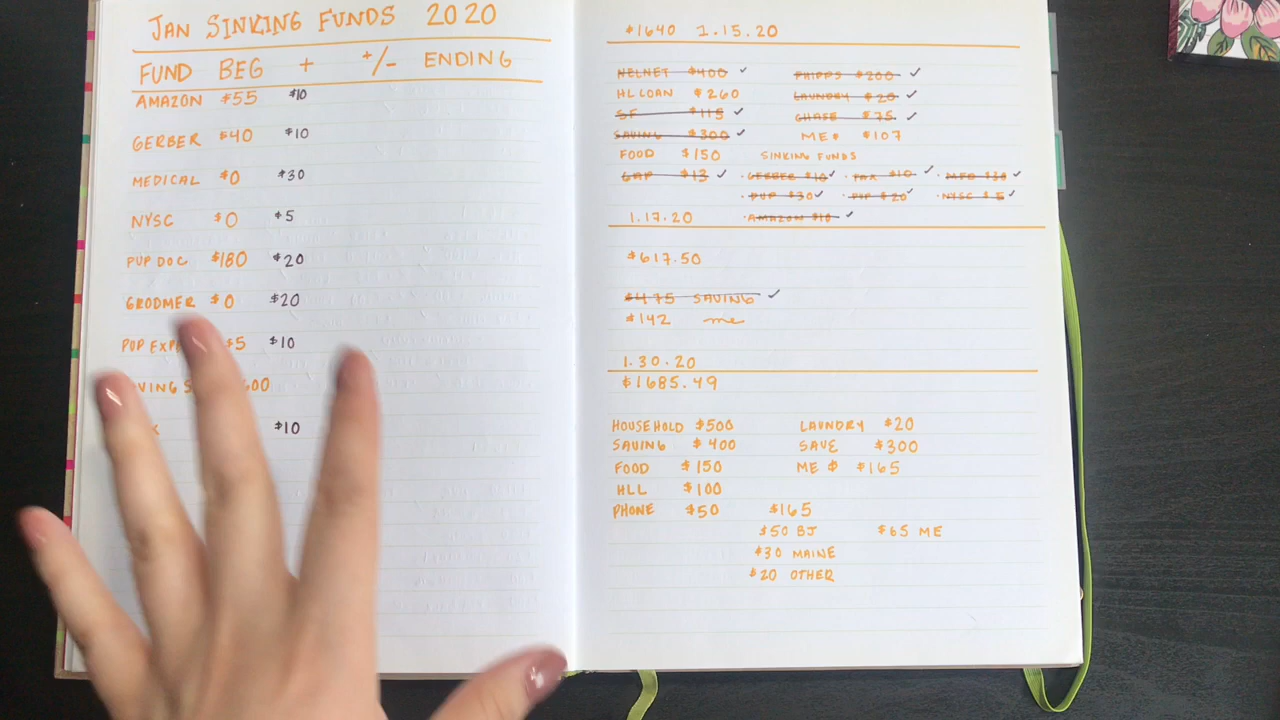 JAN SINKING FUNDS 2020
FUND BEG + +/- ENDING
AMAZON $55 $10
GERBER $40 $10
MEDICAL $0 $30
NYSC $0 $5
PUP DOC $180 $20
GROOMER $0 $20
PUP $5 $10
$10
$1640 1.15.20
NELNET $400 ✓ PHIPPS $200 ✓
HL LOAN $260 LAUNDRY $20 ✓
SF $115 ✓ CHASE $75 ✓
SAVING $300 ✓ ME $107
FOOD $150 SINKING FUNDS
GAP $13 ✓ · GERBER $10 ✓ · TAX $10 ✓ · MED $30 ✓
· PUP $30 ✓ · PUP $20 ✓ · NYSC $5 ✓
1.17.20 · AMAZON $10 ✓
$617.50
$475 SAVING ✓
$142 me
1.30.20
$1685.49
HOUSEHOLD $500 LAUNDRY $20
SAVING $400 SAVE $300
FOOD $150 ME $165
HLL $100
PHONE $50 $165
$50 BJ $65 ME
$30 MAINE
$20 OTHER